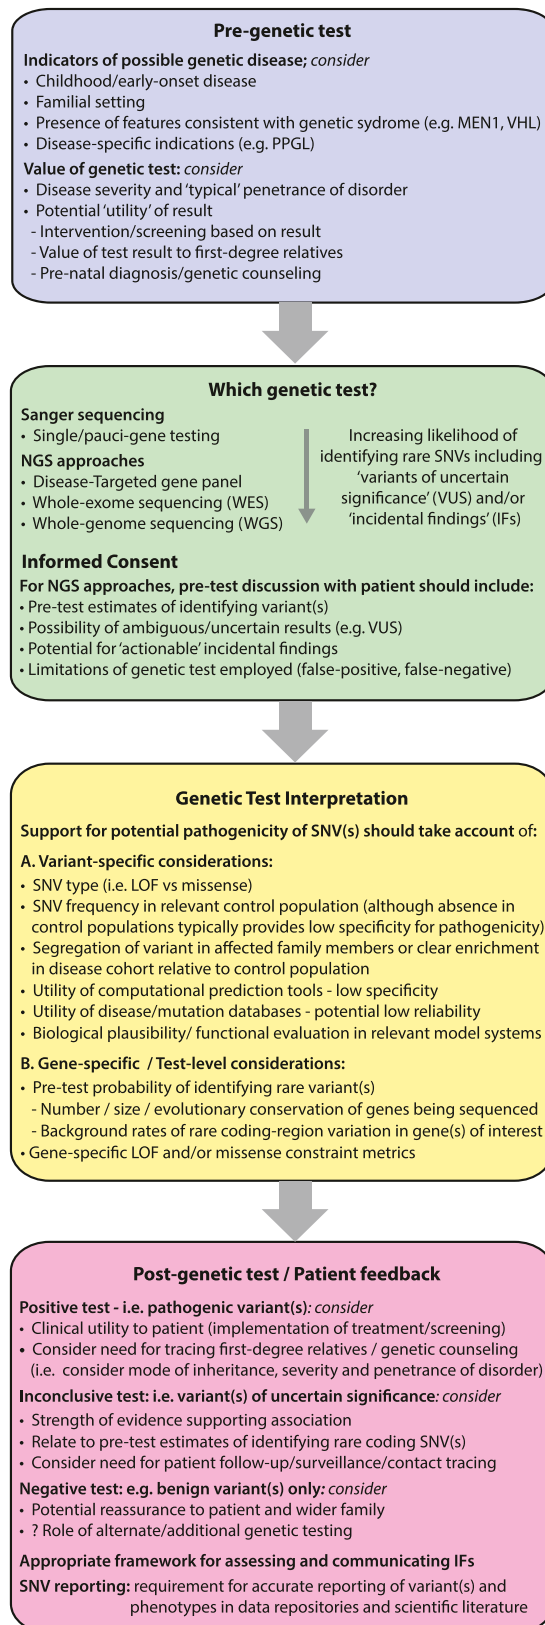 Pre-genetic test
Indicators of possible genetic disease; consider
• Childhood/early-onset disease
• Familial setting
• Presence of features consistent with genetic sydrome (e.g. MEN1, VHL)
• Disease-specific indications (e.g. PPGL)
Value of genetic test: consider
• Disease severity and ‘typical’ penetrance of disorder
• Potential ‘utility’ of result
- Intervention/screening based on result
- Value of test result to first-degree relatives
- Pre-natal diagnosis/genetic counseling
Which genetic test?
Sanger sequencing
• Single/pauci-gene testing
NGS approaches
• Disease-Targeted gene panel
• Whole-exome sequencing (WES)
• Whole-genome sequencing (WGS)
Increasing likelihood of
identifying rare SNVs including
‘variants of uncertain
significance’ (VUS) and/or
‘incidental findings’ (IFs)
Informed Consent
For NGS approaches, pre-test discussion with patient should include:
• Pre-test estimates of identifying variant(s)
• Possibility of ambiguous/uncertain results (e.g. VUS)
• Potential for ‘actionable’ incidental findings
• Limitations of genetic test employed (false-positive, false-negative)
Genetic Test Interpretation
Support for potential pathogenicity of SNV(s) should take account of:
A. Variant-specific considerations:
• SNV type (i.e. LOF vs missense)
• SNV frequency in relevant control population (although absence in
control populations typically provides low specificity for pathogenicity)
• Segregation of variant in affected family members or clear enrichment
in disease cohort relative to control population
• Utility of computational prediction tools - low specificity
• Utility of disease/mutation databases - potential low reliability
• Biological plausibility/ functional evaluation in relevant model systems
B. Gene-specific / Test-level considerations:
• Pre-test probability of identifying rare variant(s)
- Number / size / evolutionary conservation of genes being sequenced
- Background rates of rare coding-region variation in gene(s) of interest
• Gene-specific LOF and/or missense constraint metrics
Post-genetic test / Patient feedback
Positive test - i.e. pathogenic variant(s): consider
• Clinical utility to patient (implementation of treatment/screening)
• Consider need for tracing first-degree relatives / genetic counseling
(i.e. consider mode of inheritance, severity and penetrance of disorder)
Inconclusive test: i.e. variant(s) of uncertain significance: consider
• Strength of evidence supporting association
• Relate to pre-test estimates of identifying rare coding SNV(s)
• Consider need for patient follow-up/surveillance/contact tracing
Negative test: e.g. benign variant(s) only: consider
• Potential reassurance to patient and wider family
• ? Role of alternate/additional genetic testing
Appropriate framework for assessing and communicating IFs
SNV reporting: requirement for accurate reporting of variant(s) and
phenotypes in data repositories and scientific literature